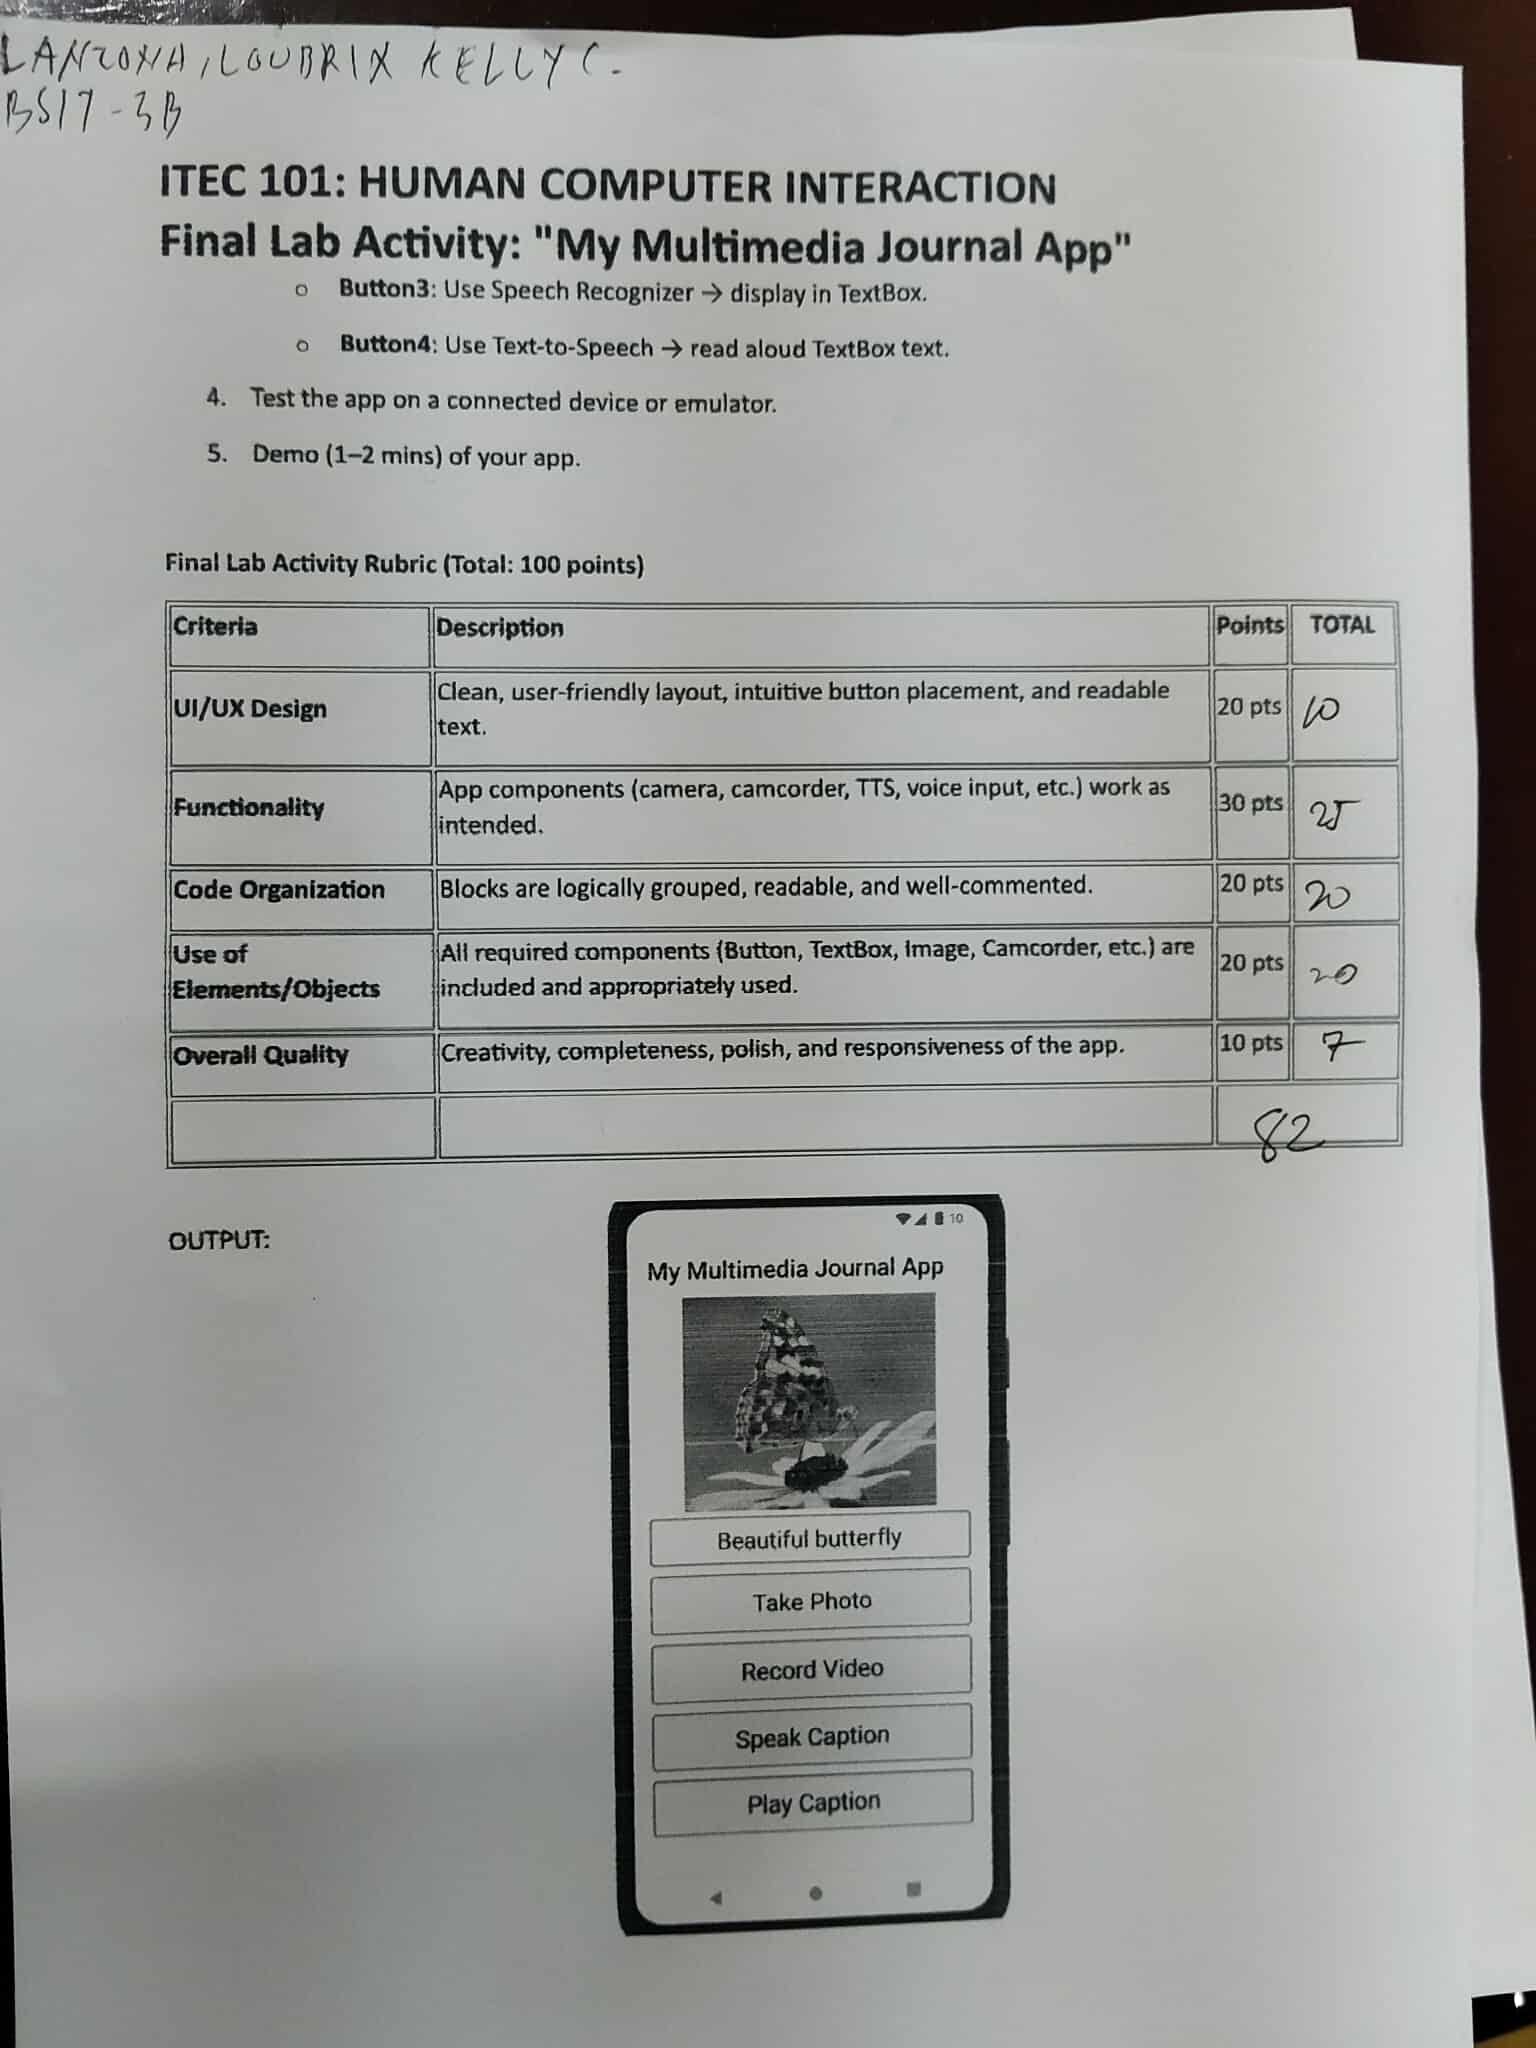 LANZONA, LOUBRIX KELLY C.
BSIT-3B
ITEC 101: HUMAN COMPUTER INTERACTION
Final Lab Activity: "My Multimedia Journal App"
o Button3: Use Speech Recognizer → display in TextBox.
o Button4: Use Text-to-Speech → read aloud TextBox text.
4. Test the app on a connected device or emulator.
5. Demo (1–2 mins) of your app.
Final Lab Activity Rubric (Total: 100 points)
Criteria Description Points TOTAL
UI/UX Design Clean, user-friendly layout, intuitive button placement, and readable 20 pts 10
text.
Functionality App components (camera, camcorder, TTS, voice input, etc.) work as 30 pts 25
intended.
Code Organization Blocks are logically grouped, readable, and well-commented. 20 pts 20
Use of All required components (Button, TextBox, Image, Camcorder, etc.) are 20 pts 20
Elements/Objects included and appropriately used.
Overall Quality Creativity, completeness, polish, and responsiveness of the app. 10 pts 7
82
OUTPUT:
10
My Multimedia Journal App
Beautiful butterfly
Take Photo
Record Video
Speak Caption
Play Caption